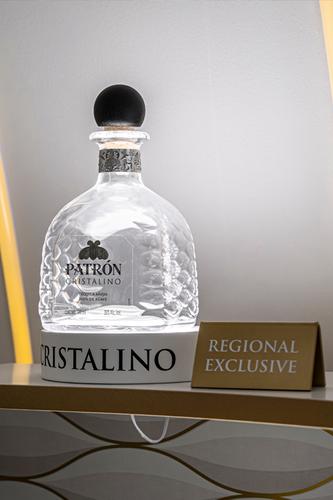 PATRÓN
CRISTALINO
CRISTALINO
REGIONAL
EXCLUSIVE